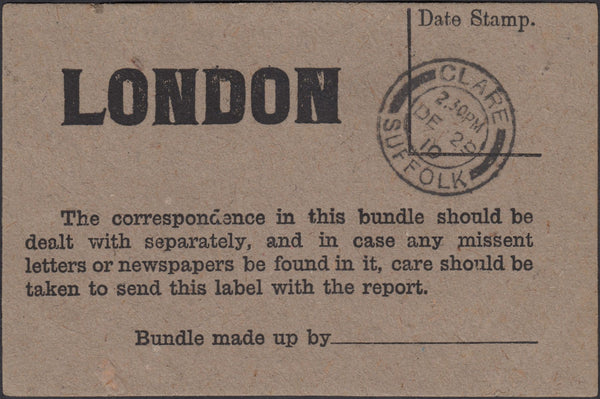 Date Stamp.
LONDON
CLARE
2.30PM
DE 2
10
SUFFOLK
The correspondence in this bundle should be
dealt with separately, and in case any missent
letters or newspapers be found in it, care should be
taken to send this label with the report.
Bundle made up by